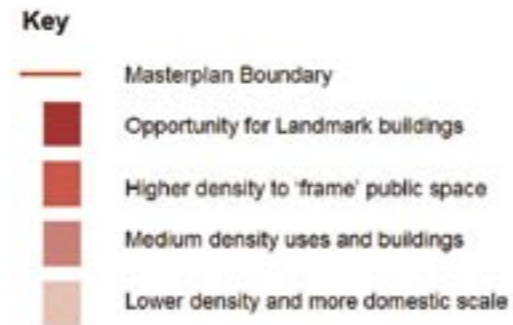 Key
Masterplan Boundary
Opportunity for Landmark buildings
Higher density to 'frame' public space
Medium density uses and buildings
Lower density and more domestic scale